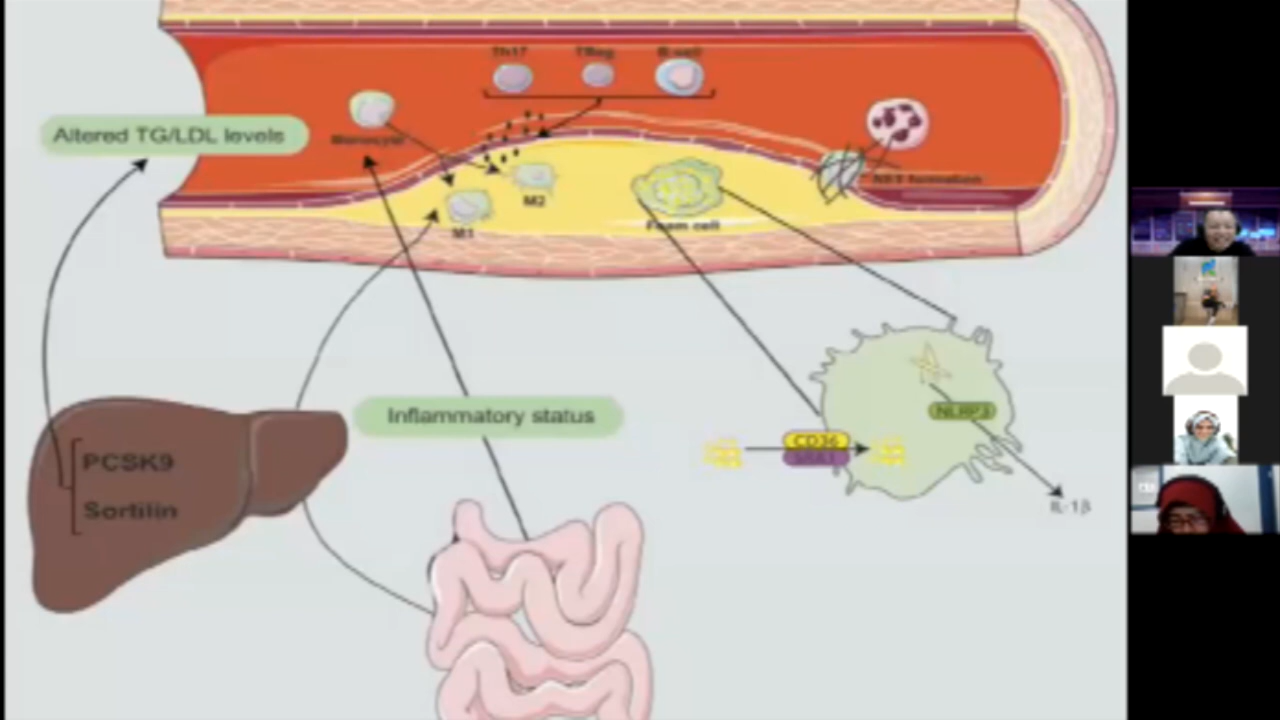 Th17
TReg
B cell
Altered TG/LDL levels
Monocyte
NET formation
M2
M1
Foam cell
Inflammatory status
NLRP3
CD36
PCSK9
Sortilin
IL-1β